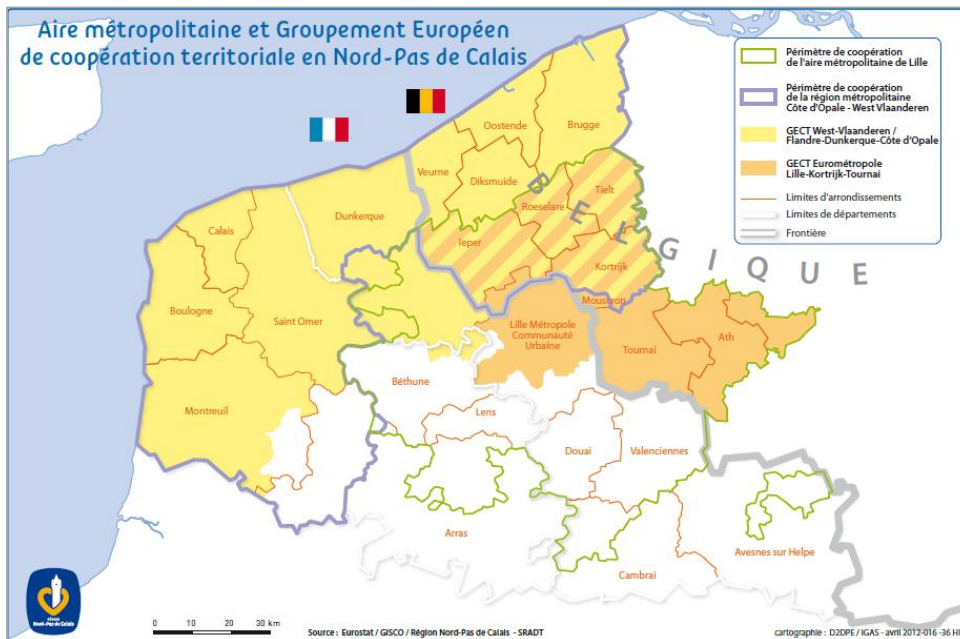 Aire métropolitaine et Groupement Européen
de coopération territoriale en Nord-Pas de Calais
Périmètre de coopération
de l'aire métropolitaine de Lille
Périmètre de coopération
de la région métropolitaine
Côte d'Opale - West Vlaanderen
GECT West-Vlaanderen /
Flandre-Dunkerque-Côte d'Opale
GECT Eurométropole
Lille-Kortrijk-Tournai
Limites d'arrondissements
Limites de départements
Frontière
BELGIQUE
Oostende
Brugge
Veurne
Diksmuide
Tielt
Roeselare
Ieper
Kortrijk
Dunkerque
Calais
Boulogne
Saint Omer
Mouscron
Lille Métropole
Communauté
Urbaine
Tournai
Ath
Montreuil
Béthune
Lens
Douai
Valenciennes
Arras
Cambrai
Avesnes sur Helpe
Nord-Pas de Calais
0 10 20 30 km
Source : Eurostat / GISCO / Région Nord-Pas de Calais - SRADT
cartographie : D2DPE / IGAS - avril 2012-016 -36 H